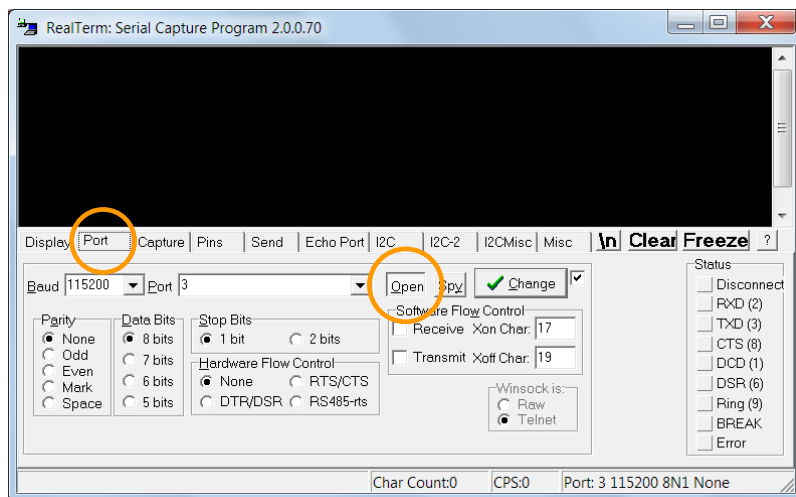 RealTerm: Serial Capture Program 2.0.0.70
Display Port Capture Pins Send Echo Port I2C I2C-2 I2CMisc Misc \n Clear Freeze ?
Baud 115200 Port 3 Open Spy Change
Status
Disconnect
RXD (2)
TXD (3)
CTS (8)
DCD (1)
DSR (6)
Ring (9)
BREAK
Error
Parity
None
Odd
Even
Mark
Space
Data Bits
8 bits
7 bits
6 bits
5 bits
Stop Bits
1 bit 2 bits
Hardware Flow Control
None RTS/CTS
DTR/DSR RS485-rts
Software Flow Control
Receive Xon Char: 17
Transmit Xoff Char: 19
Winsock is:
Raw
Telnet
Char Count:0 CPS:0 Port: 3 115200 8N1 None